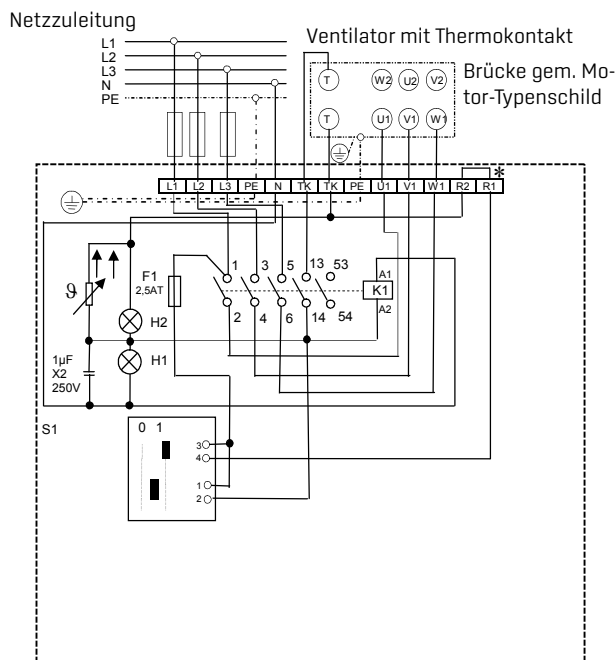 Netzzuleitung
L1
L2
L3
N
PE
Ventilator mit Thermokontakt
T W2 U2 V2
T U1 V1 W1
Brücke gem. Mo-
tor-Typenschild
L1 L2 L3 PE N TK TK PE U1 V1 W1 R2 R1 *
F1
2,5AT
1 3 5 13 53
2 4 6 14 54
A1
K1
A2
ϑ
H2
H1
1µF
X2
250V
S1
0 1
3
4
1
2